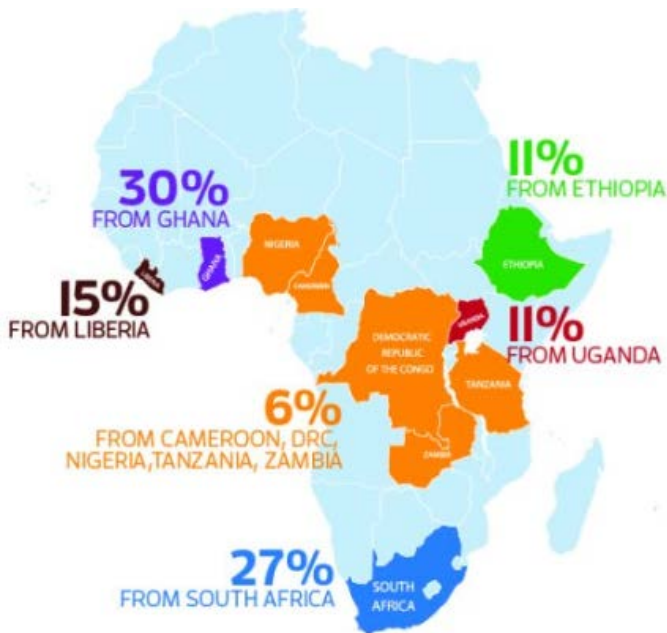 11%
FROM ETHIOPIA
30%
FROM GHANA
NIGERIA
GHANA
ETHIOPIA
CAMEROON
15%
FROM LIBERIA
UGANDA
11%
FROM UGANDA
DEMOCRATIC
REPUBLIC
OF THE CONGO
TANZANIA
6%
FROM CAMEROON, DRC,
NIGERIA,TANZANIA, ZAMBIA
ZAMBIA
27%
FROM SOUTH AFRICA
SOUTH
AFRICA